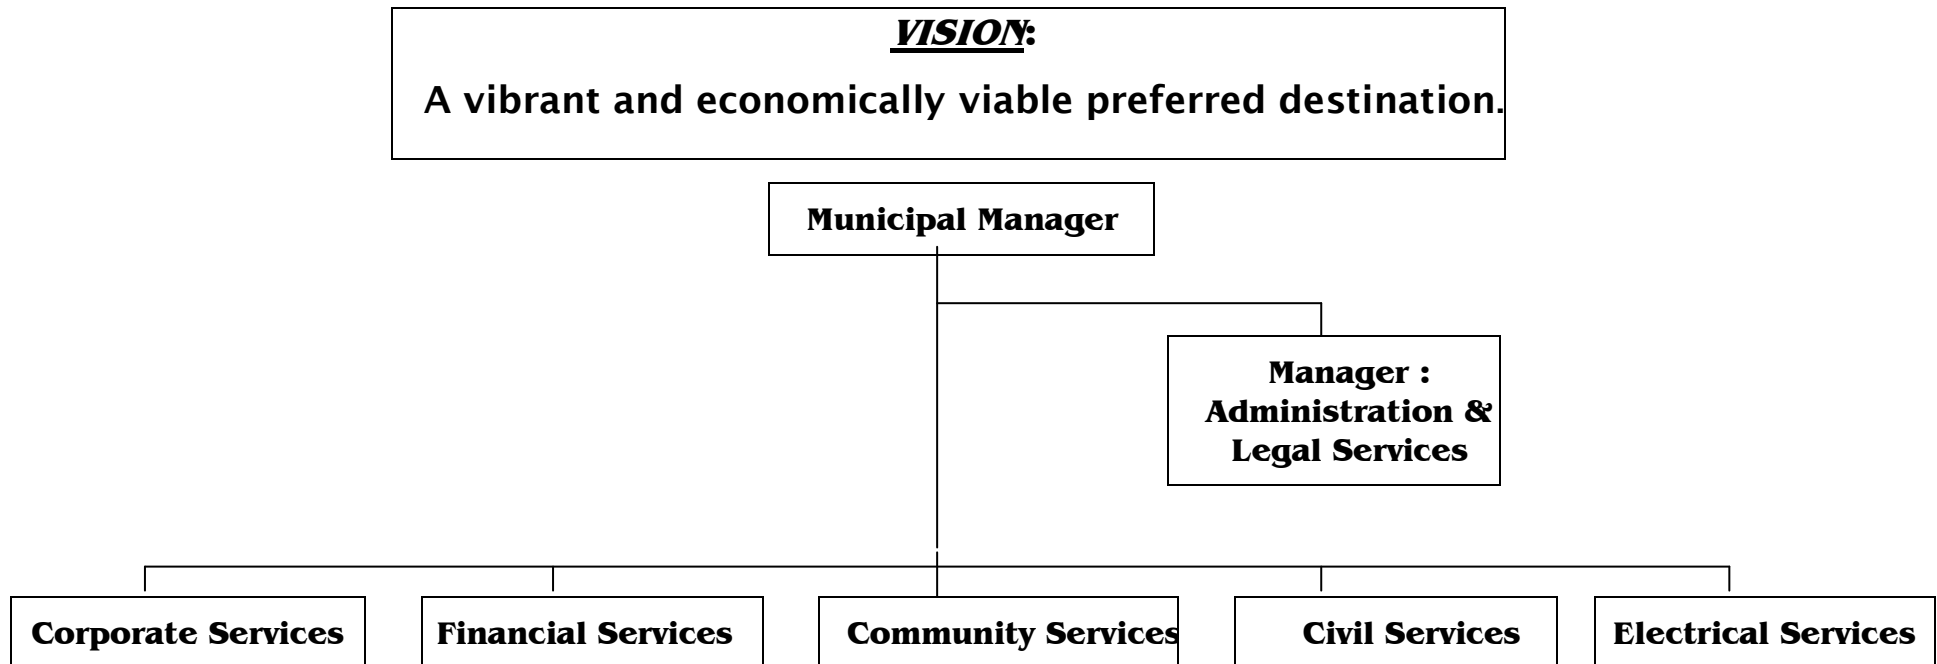 VISION:
A vibrant and economically viable preferred destination.
Municipal Manager
Manager :
Administration &
Legal Services
Corporate Services
Financial Services
Community Services
Civil Services
Electrical Services